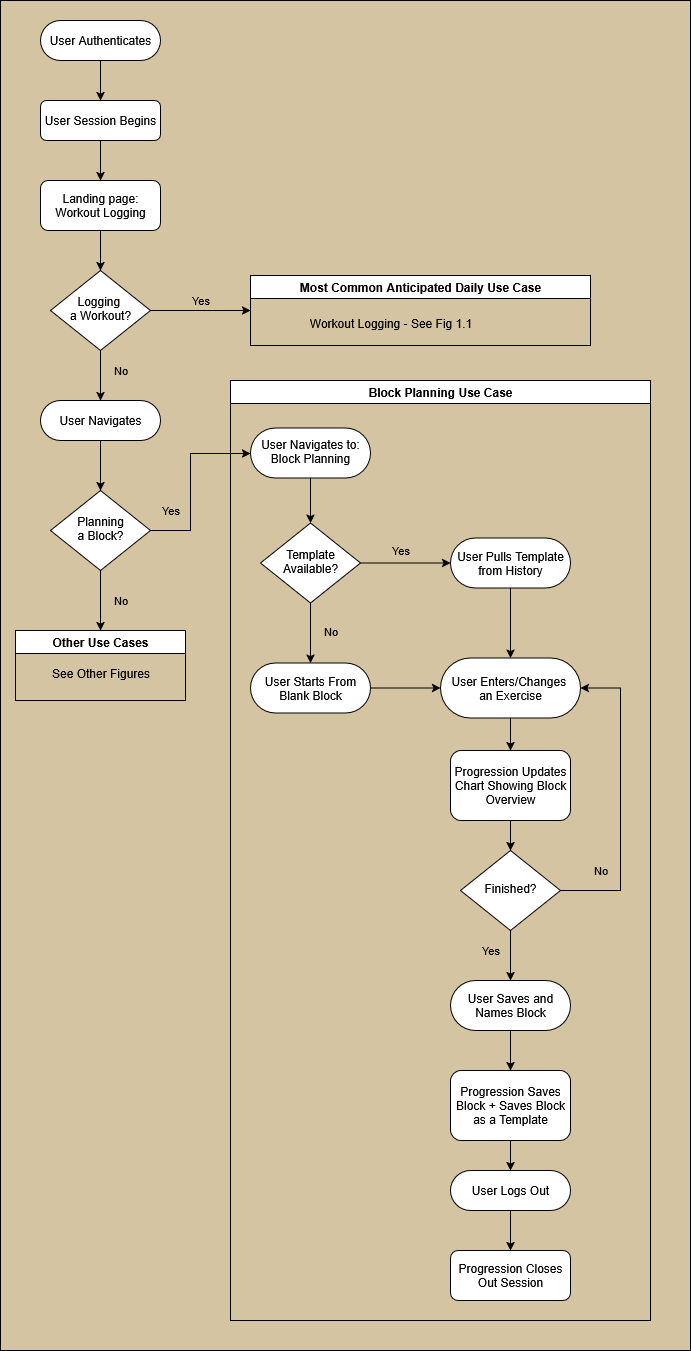 User Authenticates
User Session Begins
Landing page:
Workout Logging
Logging
a Workout?
Yes
Most Common Anticipated Daily Use Case
Workout Logging - See Fig 1.1
No
User Navigates
Planning
a Block?
Yes
No
Other Use Cases
See Other Figures
Block Planning Use Case
User Navigates to:
Block Planning
Template
Available?
Yes
User Pulls Template
from History
No
User Starts From
Blank Block
User Enters/Changes
an Exercise
Progression Updates
Chart Showing Block
Overview
Finished?
No
Yes
User Saves and
Names Block
Progression Saves
Block + Saves Block
as a Template
User Logs Out
Progression Closes
Out Session